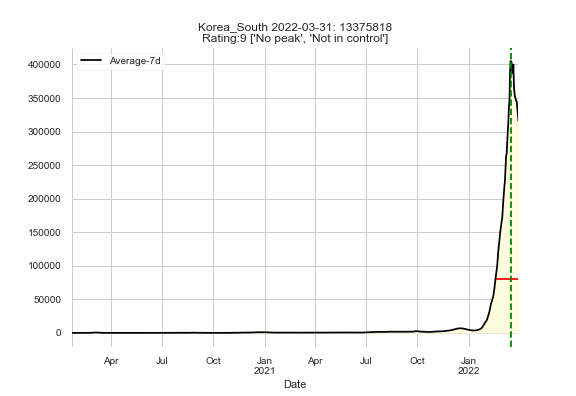 Korea_South 2022-03-31: 13375818
Rating:9 ['No peak', 'Not in control']
Average-7d
400000
350000
300000
250000
200000
150000
100000
50000
0
Apr Jul Oct Jan Apr Jul Oct Jan
2021 2022
Date